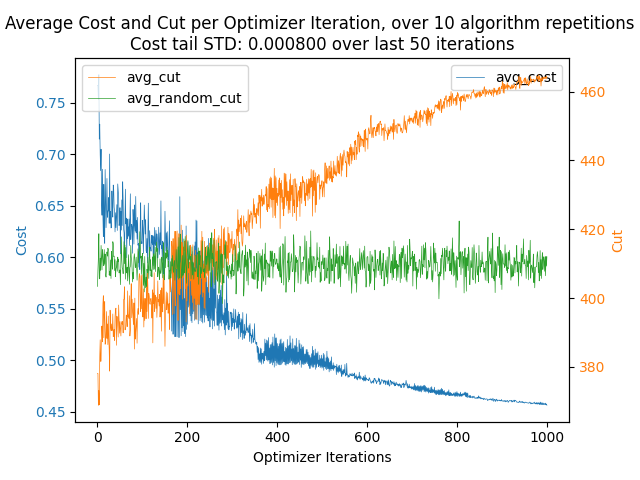 Average Cost and Cut per Optimizer Iteration, over 10 algorithm repetitions
Cost tail STD: 0.000800 over last 50 iterations
avg_cut
avg_random_cut
avg_cost
0.75
0.70
0.65
0.60
0.55
0.50
0.45
Cost
460
440
420
400
380
Cut
0
200
400
600
800
1000
Optimizer Iterations